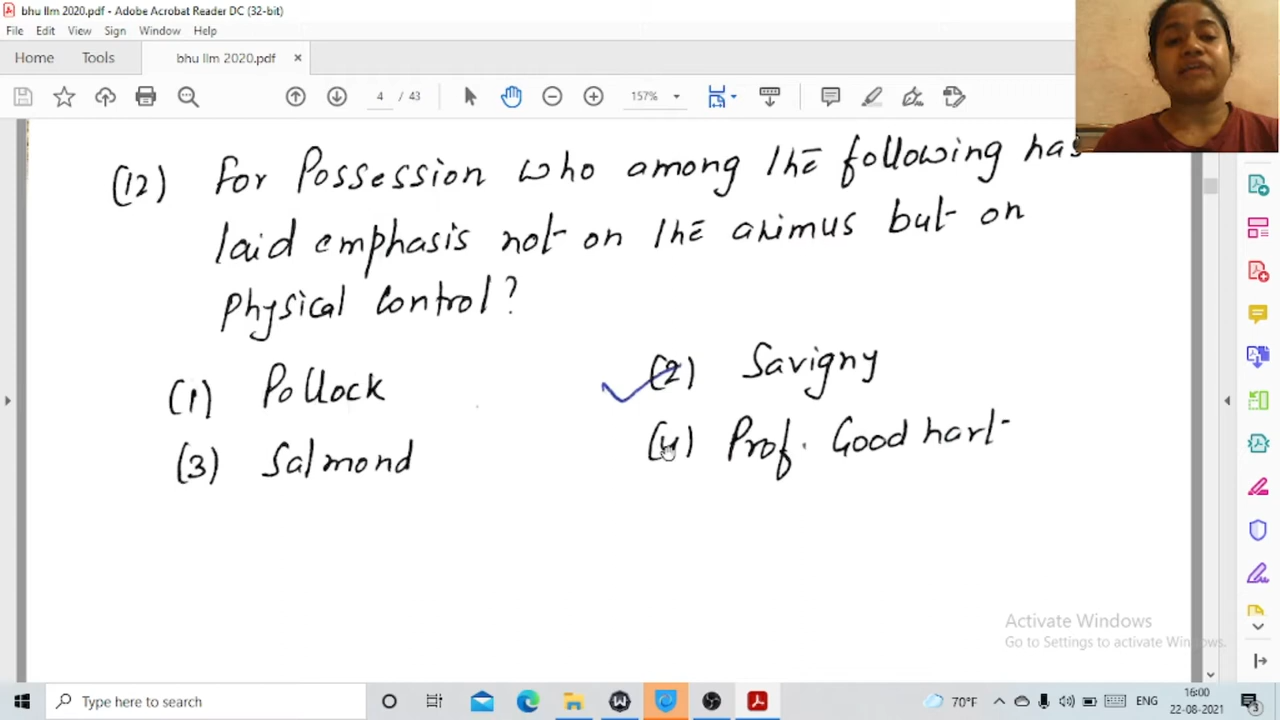 bhu llm 2020.pdf - Adobe Acrobat Reader DC (32-bit)
File Edit View Sign Window Help
Home Tools bhu llm 2020.pdf ×
4 / 43 157%
(12) For Possession who among the following has
laid emphasis not on the animus but on
physical control?
(1) Pollock (2) Savigny
(3) Salmond (4) Prof. Good hart
Activate Windows
Go to Settings to activate Windows.
Type here to search
70°F ENG 16:00
22-08-2021 3